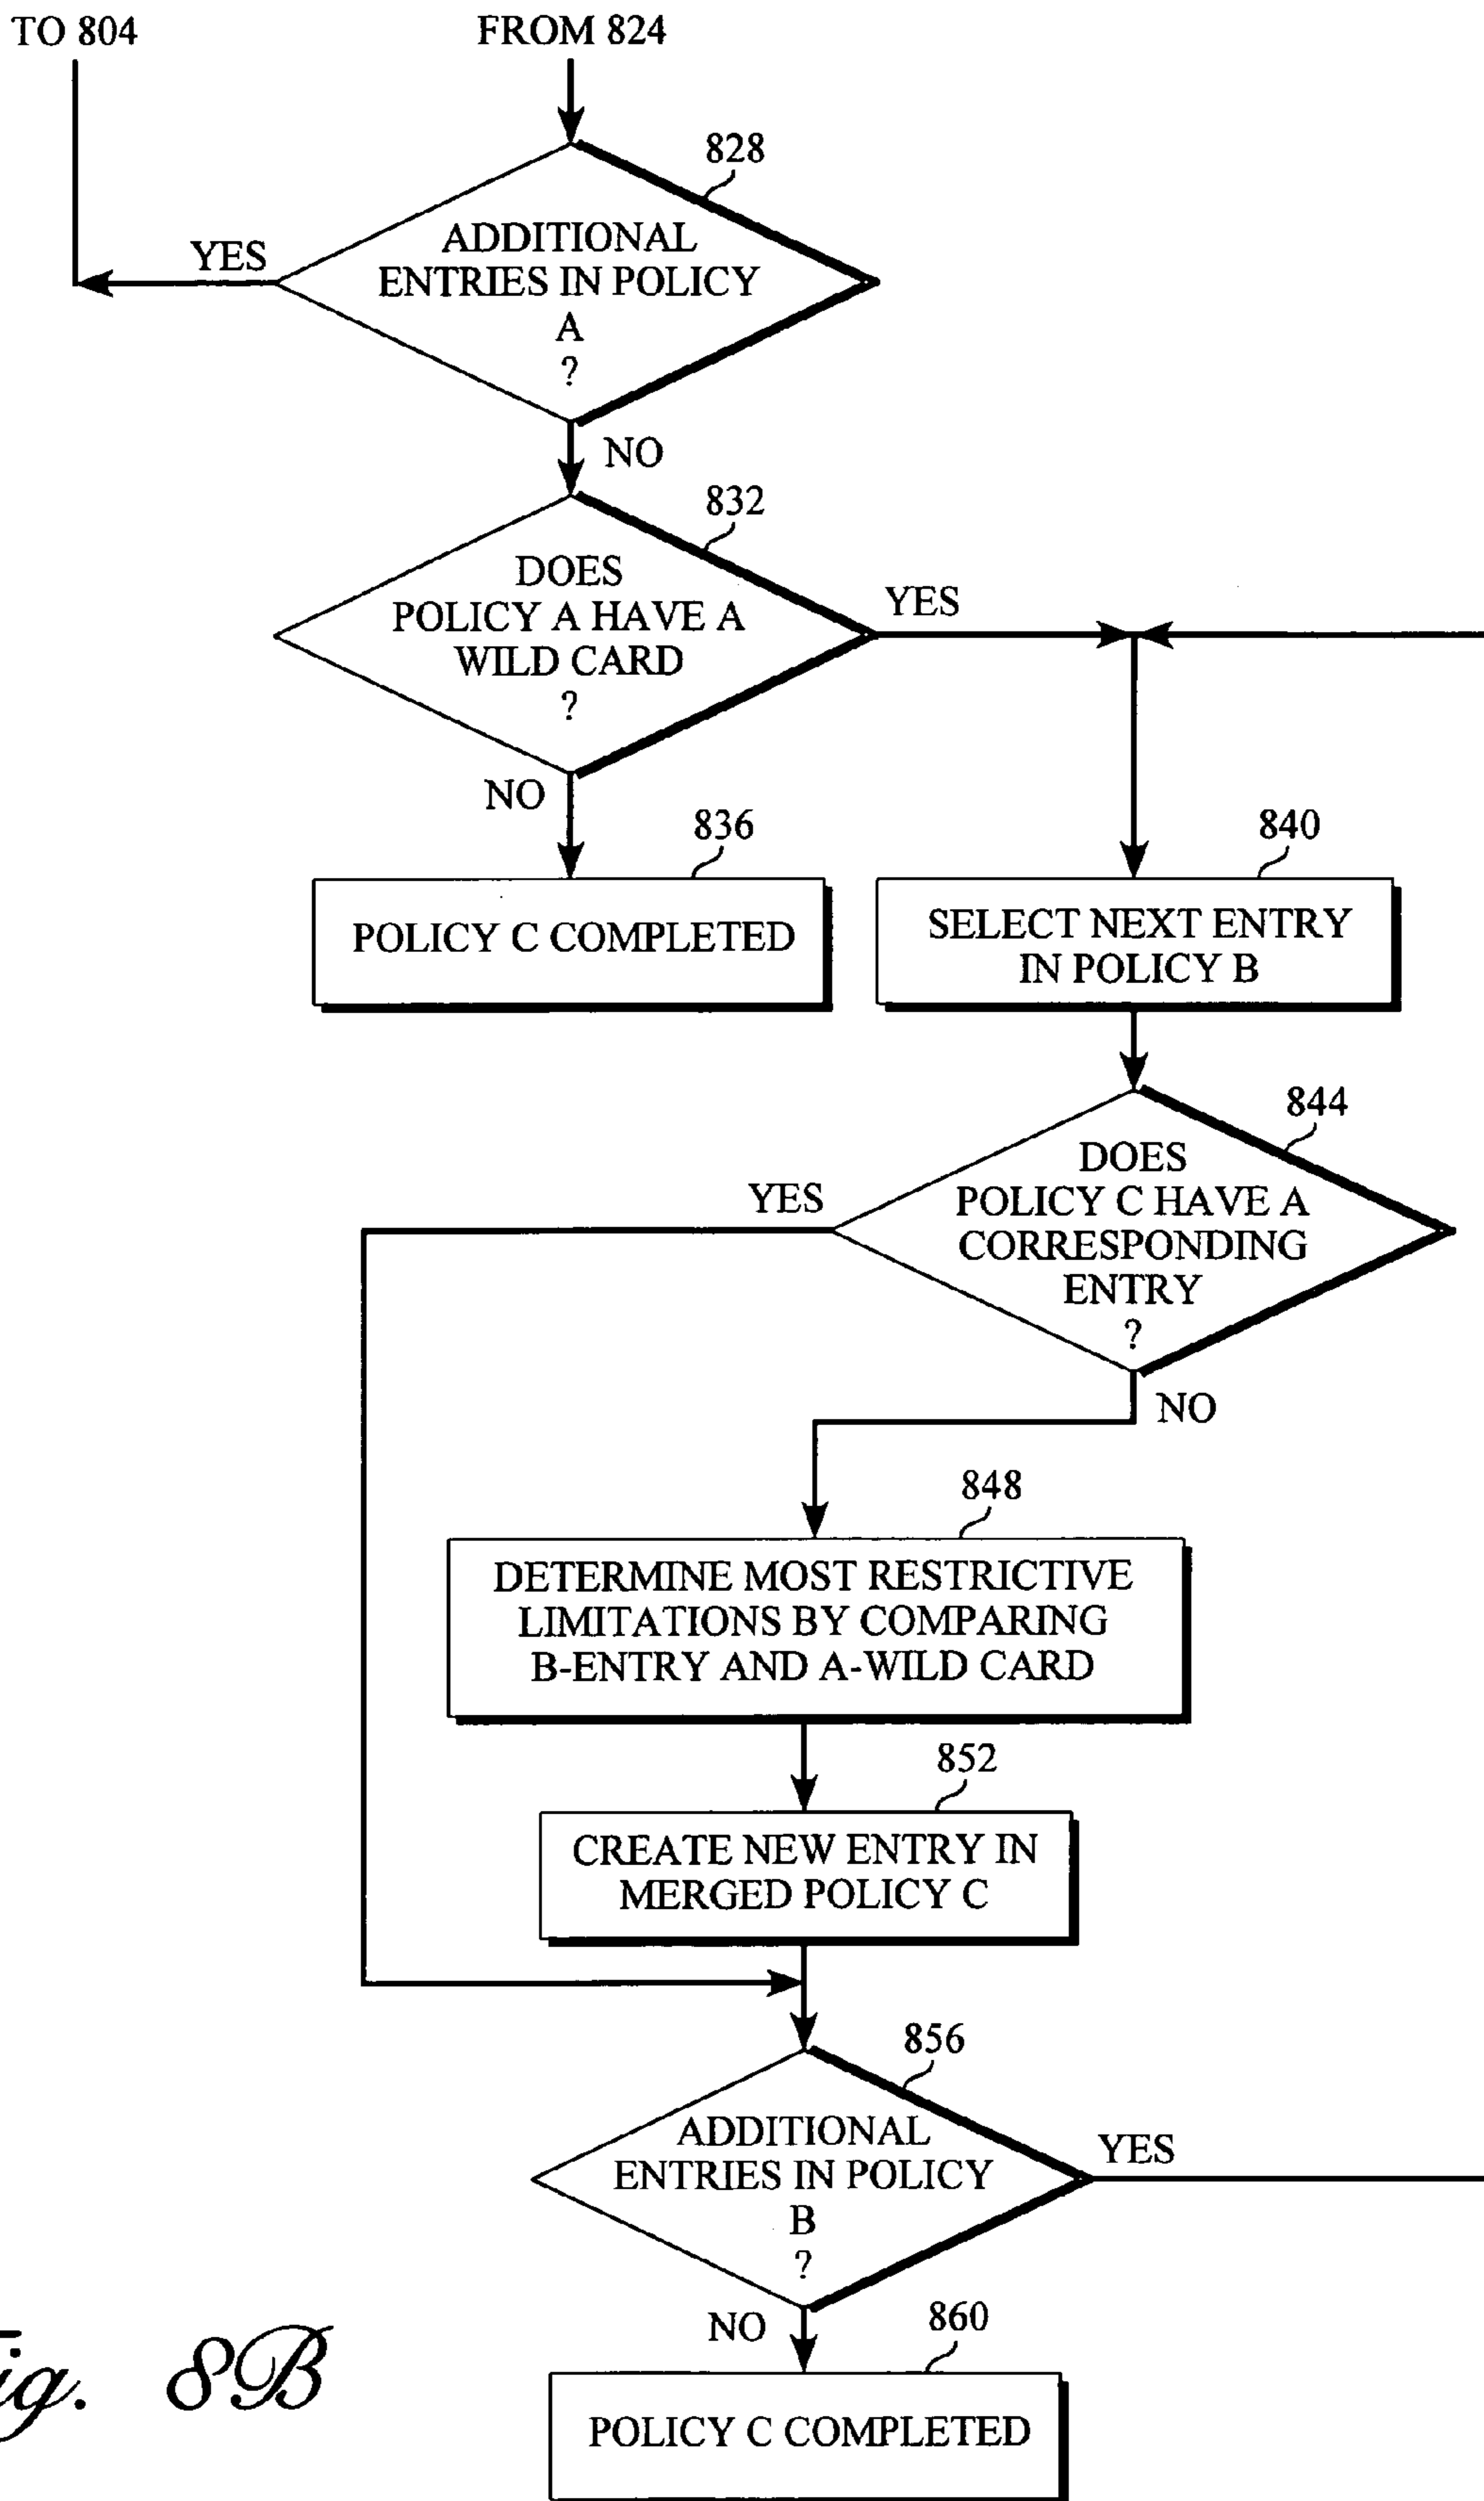 TO 804
FROM 824
828
ADDITIONAL
ENTRIES IN POLICY
A
?
YES
NO
832
DOES
POLICY A HAVE A
WILD CARD
?
YES
NO
836
POLICY C COMPLETED
840
SELECT NEXT ENTRY
IN POLICY B
844
DOES
POLICY C HAVE A
CORRESPONDING
ENTRY
?
YES
NO
848
DETERMINE MOST RESTRICTIVE
LIMITATIONS BY COMPARING
B-ENTRY AND A-WILD CARD
852
CREATE NEW ENTRY IN
MERGED POLICY C
856
ADDITIONAL
ENTRIES IN POLICY
B
?
YES
NO
860
POLICY C COMPLETED
ig. 8B